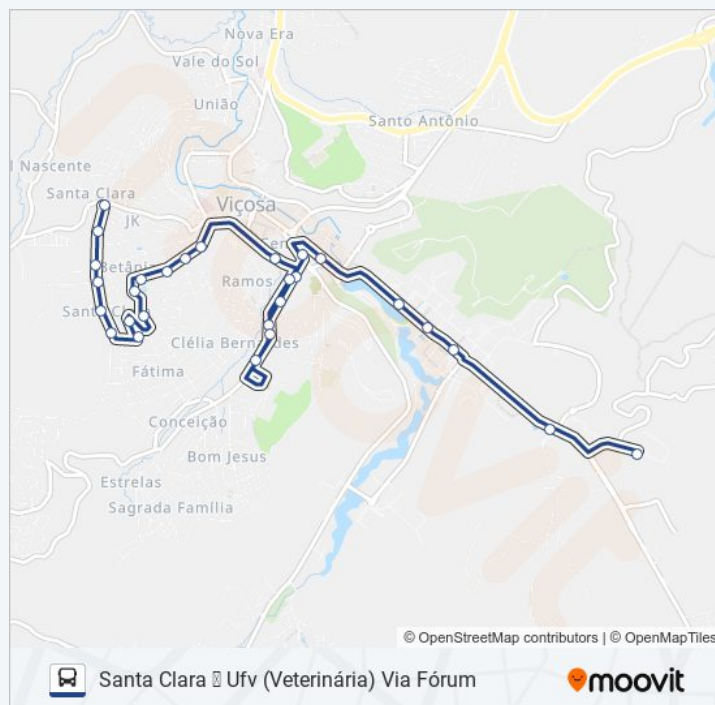 Nova Era
Vale do Sol
União
Santo Antônio
l Nascente
Santa Clara
Viçosa
JK
Betânia
Ramos
Clélia Bernardes
Fátima
Conceição
Bom Jesus
Estrelas
Sagrada Família
© OpenStreetMap contributors | © OpenMapTiles
Santa Clara Ufv (Veterinária) Via Fórum
moovit